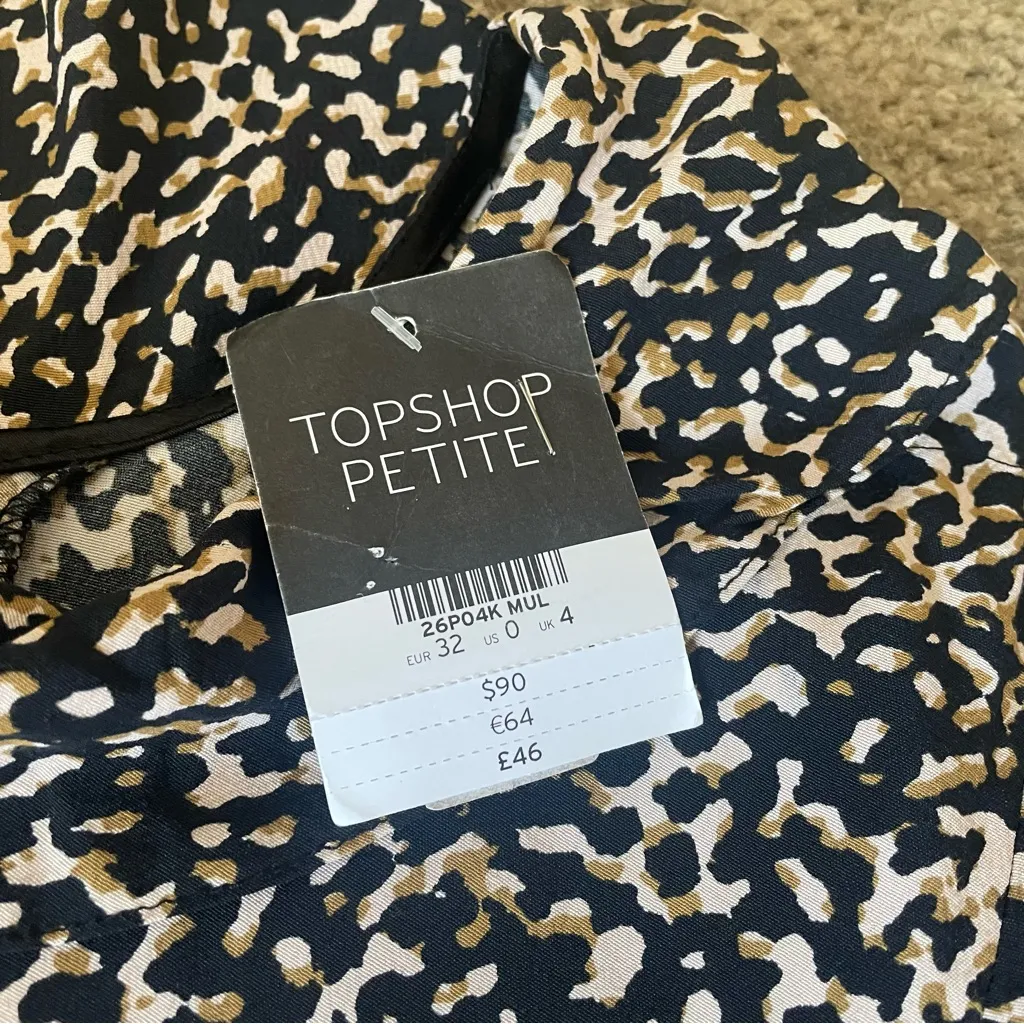 TOPSHOP
PETITE
26P04K MUL
EUR 32 US 0 UK 4
$90
€64
£46